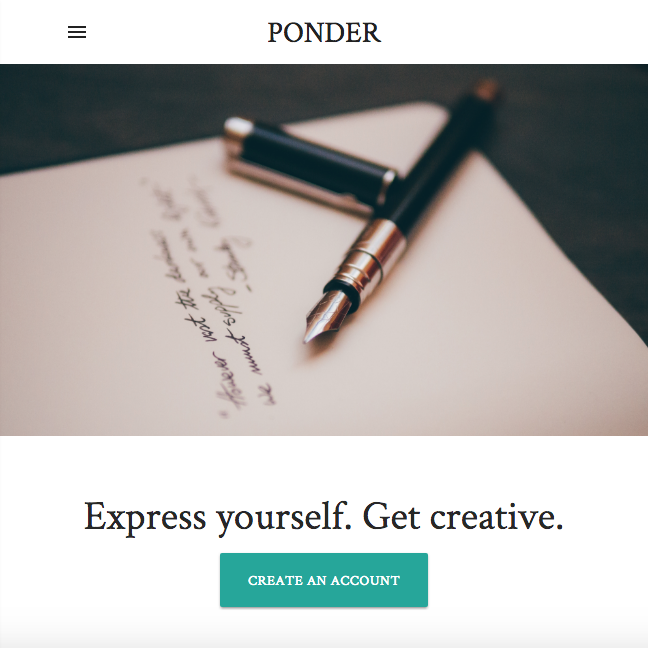 PONDER
"However vast the darkness
we must supply our own light."
- Stanley Kubrick
Express yourself. Get creative.
CREATE AN ACCOUNT